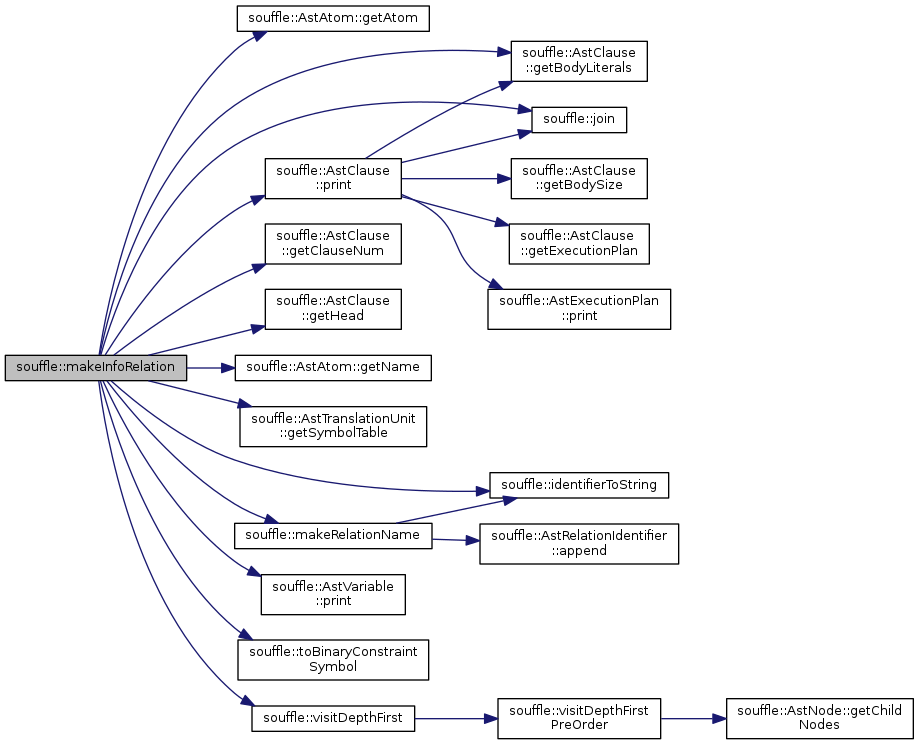 souffle::AstAtom::getAtom
souffle::AstClause
::getBodyLiterals
souffle::join
souffle::AstClause
::print
souffle::AstClause
::getBodySize
souffle::AstClause
::getClauseNum
souffle::AstClause
::getExecutionPlan
souffle::AstClause
::getHead
souffle::AstExecutionPlan
::print
souffle::makeInfoRelation
souffle::AstAtom::getName
souffle::AstTranslationUnit
::getSymbolTable
souffle::identifierToString
souffle::makeRelationName
souffle::AstRelationIdentifier
::append
souffle::AstVariable
::print
souffle::toBinaryConstraint
Symbol
souffle::visitDepthFirst
souffle::visitDepthFirst
PreOrder
souffle::AstNode::getChild
Nodes